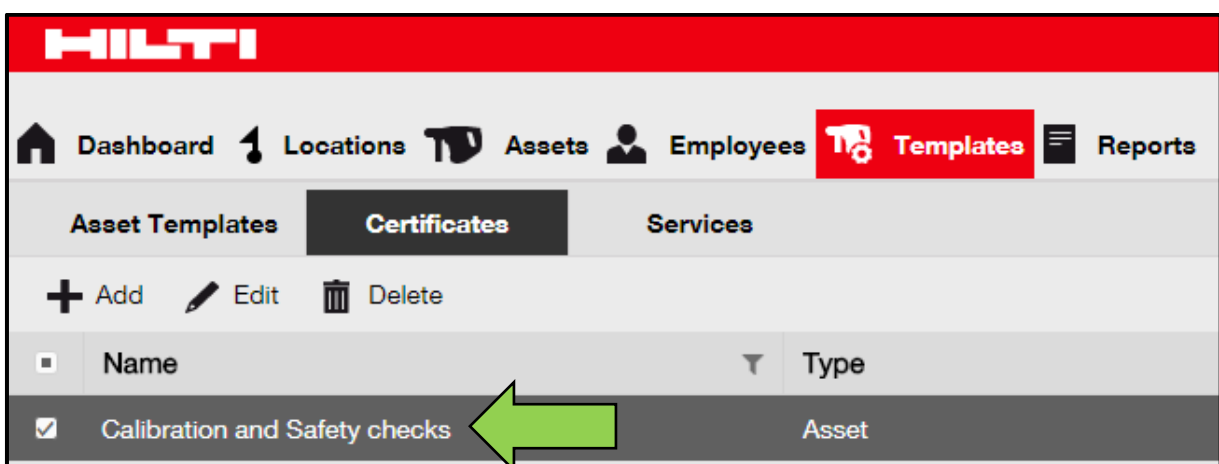 HILTI
Dashboard Locations Assets Employees Templates Reports
Asset Templates Certificates Services
Add Edit Delete
Name Type
Calibration and Safety checks Asset